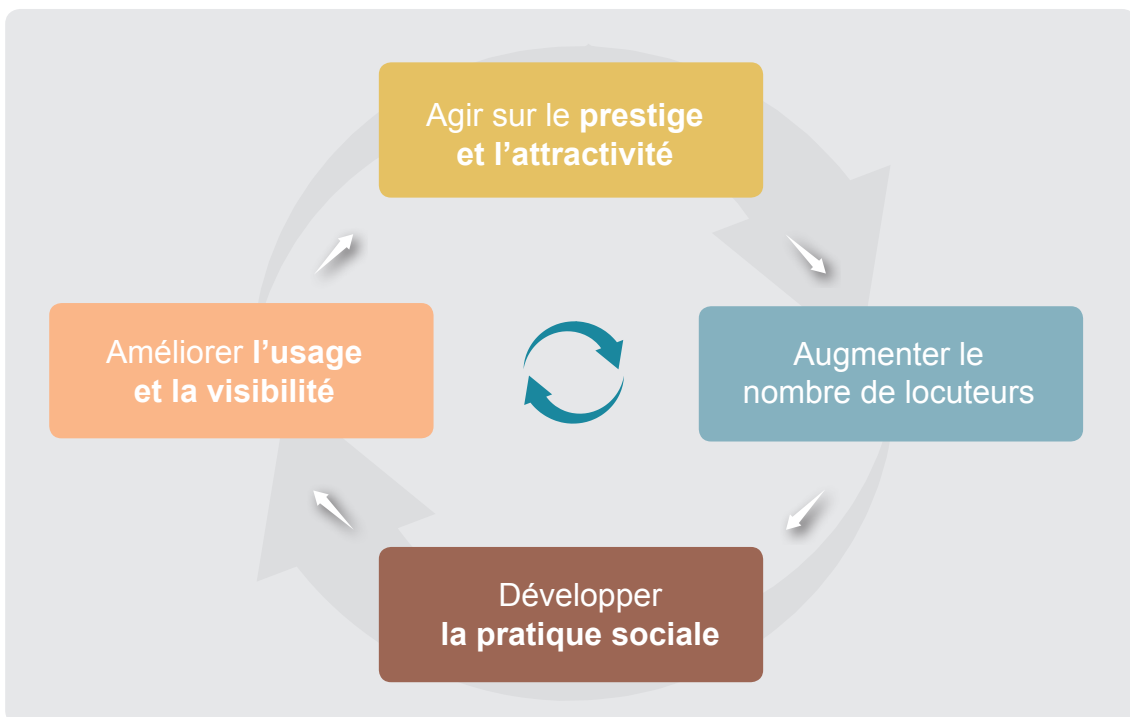 Agir sur le prestige
et l’attractivité
Améliorer l’usage
et la visibilité
Augmenter le
nombre de locuteurs
Développer
la pratique sociale